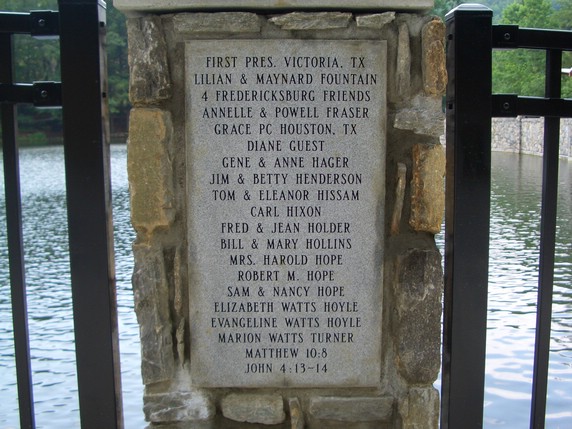 FIRST PRES. VICTORIA, TX
LILIAN & MAYNARD FOUNTAIN
4 FREDERICKSBURG FRIENDS
ANNELLE & POWELL FRASER
GRACE PC HOUSTON, TX
DIANE GUEST
GENE & ANNE HAGER
JIM & BETTY HENDERSON
TOM & ELEANOR HISSAM
CARL HIXON
FRED & JEAN HOLDER
BILL & MARY HOLLINS
MRS. HAROLD HOPE
ROBERT M. HOPE
SAM & NANCY HOPE
ELIZABETH WATTS HOYLE
EVANGELINE WATTS HOYLE
MARION WATTS TURNER
MATTHEW 10:8
JOHN 4:13-14